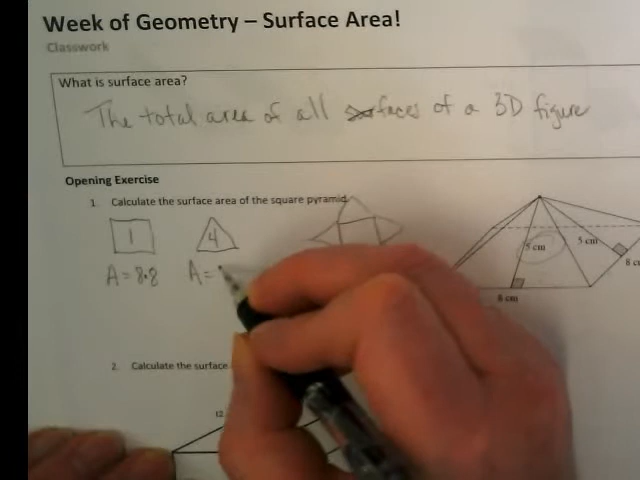 Week of Geometry – Surface Area!
Classwork
What is surface area?
The total area of all faces of a 3D figure
Opening Exercise
1. Calculate the surface area of the square pyramid.
1 4
5 cm 5 cm
8 c
A = 8·8 A =
8 cm
2. Calculate the surface
12